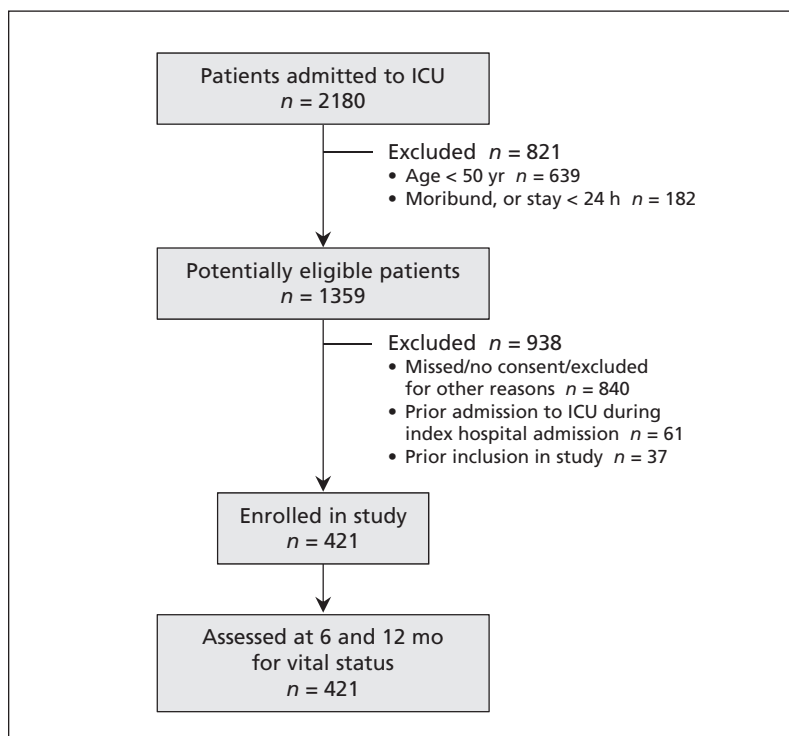 Patients admitted to ICU
n = 2180
Excluded n = 821
• Age < 50 yr n = 639
• Moribund, or stay < 24 h n = 182
Potentially eligible patients
n = 1359
Excluded n = 938
• Missed/no consent/excluded
for other reasons n = 840
• Prior admission to ICU during
index hospital admission n = 61
• Prior inclusion in study n = 37
Enrolled in study
n = 421
Assessed at 6 and 12 mo
for vital status
n = 421